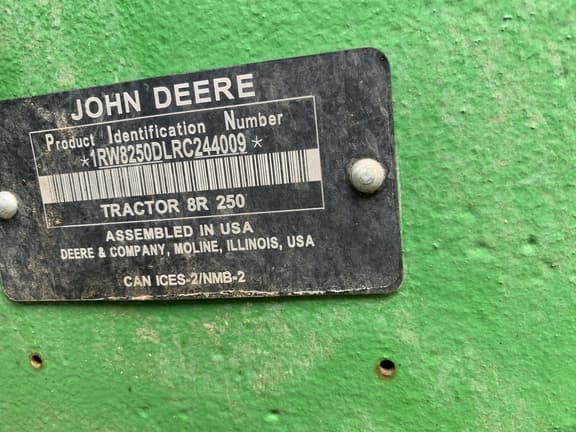 JOHN DEERE
Product Identification Number
*1RW8250DLRC244009*
TRACTOR 8R 250
ASSEMBLED IN USA
DEERE & COMPANY, MOLINE, ILLINOIS, USA
CAN ICES-2/NMB-2